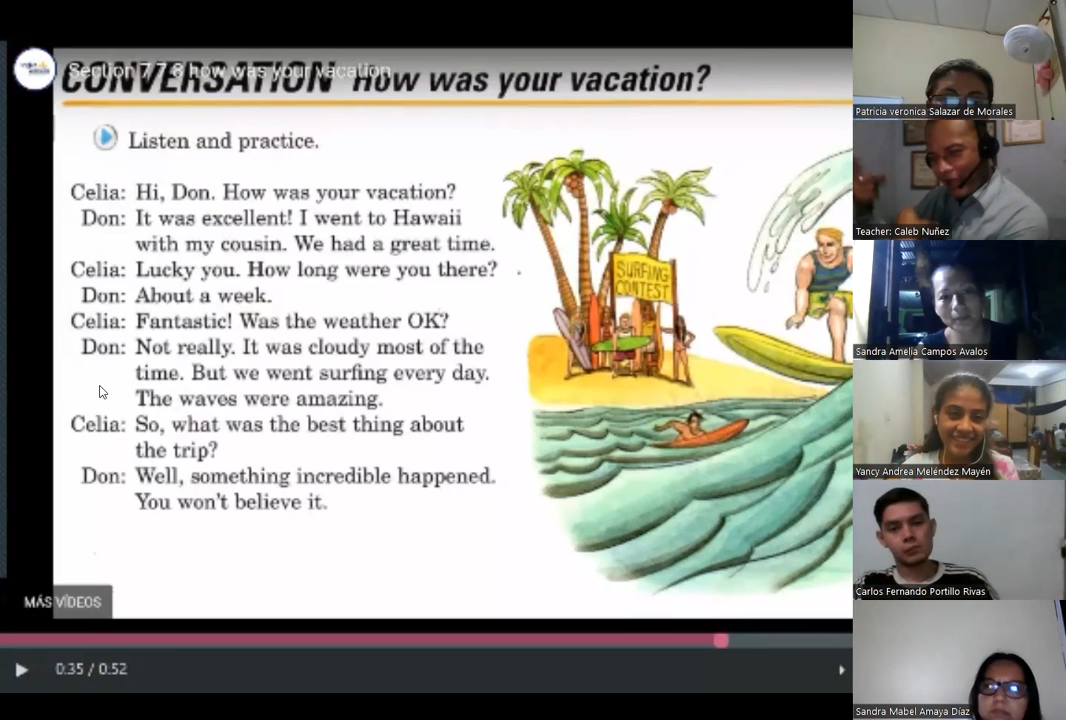 Section 7 7.8 how was your vacation
CONVERSATION How was your vacation?
Listen and practice.
Celia: Hi, Don. How was your vacation?
Don: It was excellent! I went to Hawaii
with my cousin. We had a great time.
Celia: Lucky you. How long were you there?
Don: About a week.
Celia: Fantastic! Was the weather OK?
Don: Not really. It was cloudy most of the
time. But we went surfing every day.
The waves were amazing.
Celia: So, what was the best thing about
the trip?
Don: Well, something incredible happened.
You won't believe it.
SURFING
CONTEST
MÁS VÍDEOS
0:35 / 0:52
Patricia veronica Salazar de Morales
Teacher: Caleb Nuñez
Sandra Amelia Campos Avalos
Yancy Andrea Meléndez Mayén
Carlos Fernando Portillo Rivas
Sandra Mabel Amaya Díaz